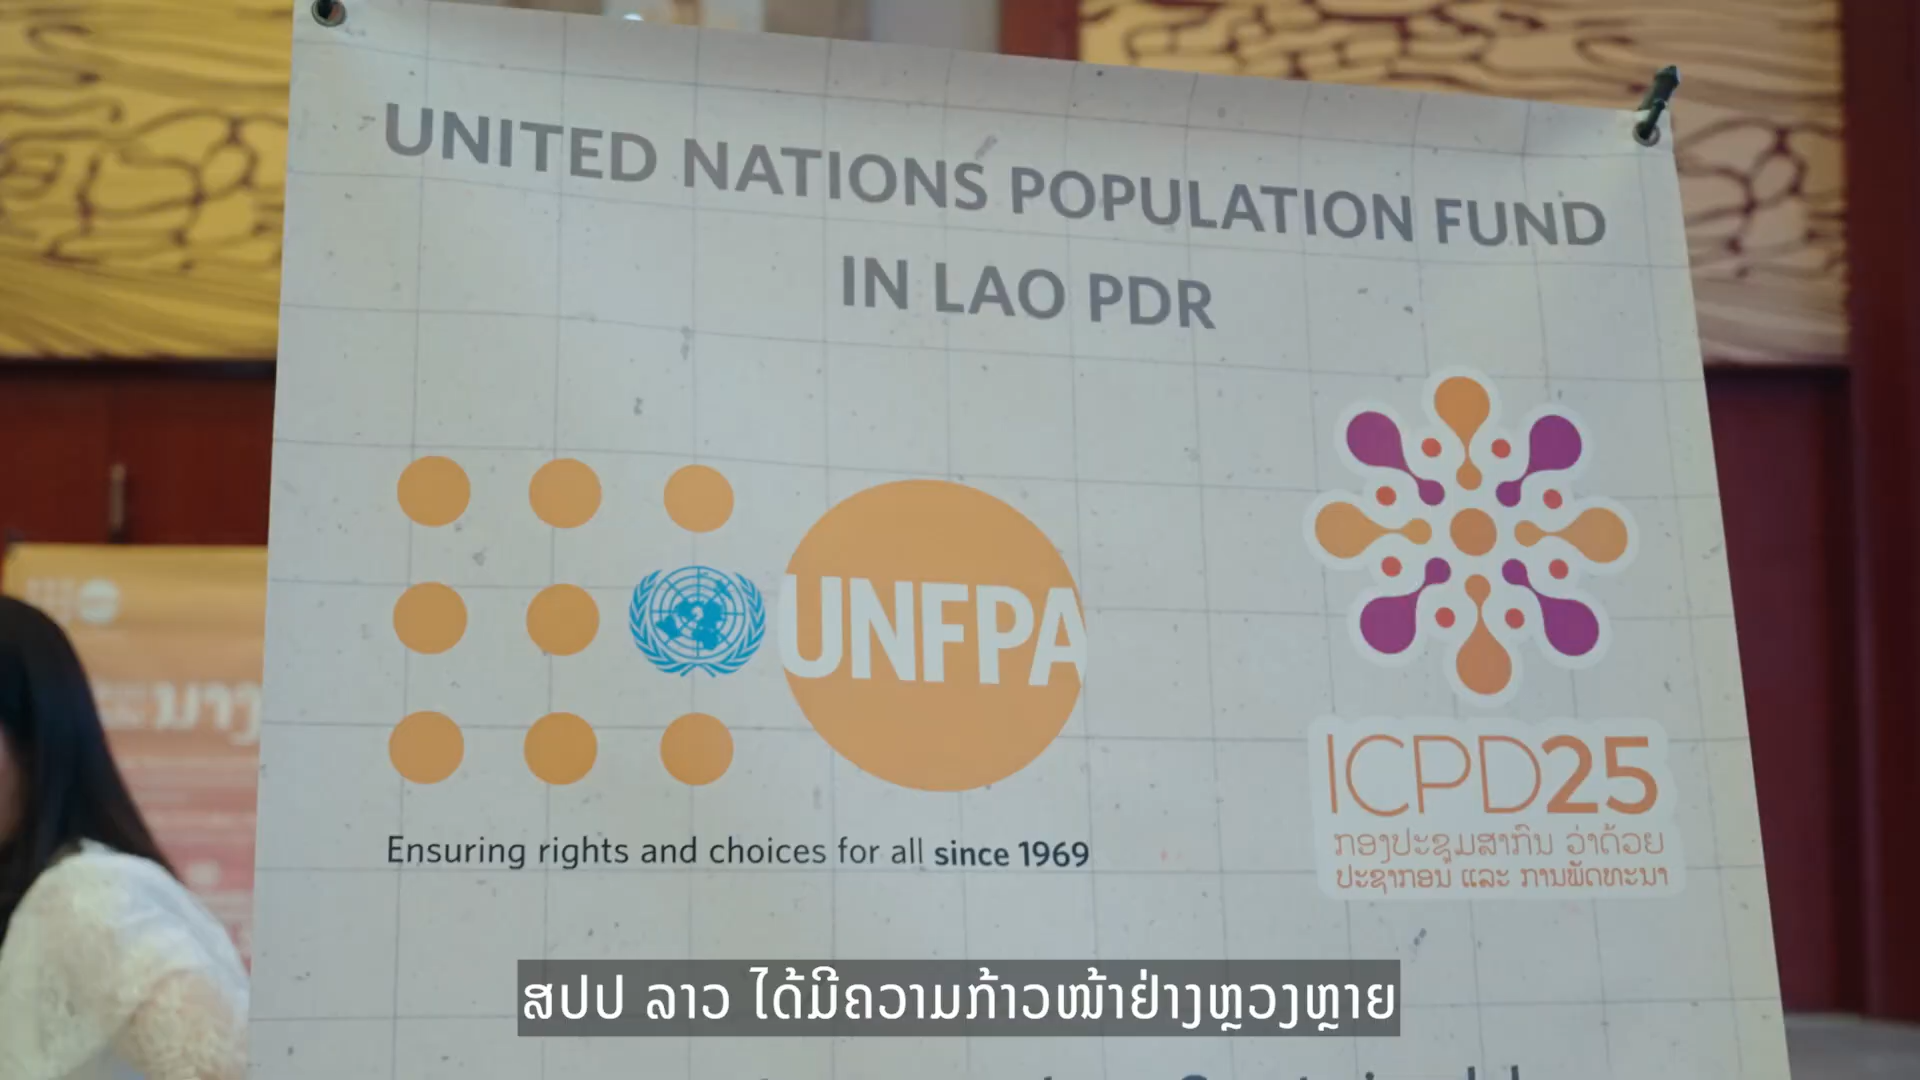 UNITED NATIONS POPULATION FUND
IN LAO PDR
UNFPA
Ensuring rights and choices for all since 1969
ICPD25
ກອງປະຊຸມສາກົນ ວ່າດ້ວຍ
ປະຊາກອນ ແລະ ການພັດທະນາ
ສປປ ລາວ ໄດ້ມີຄວາມກ້າວໜ້າຢ່າງຫຼວງຫຼາຍ